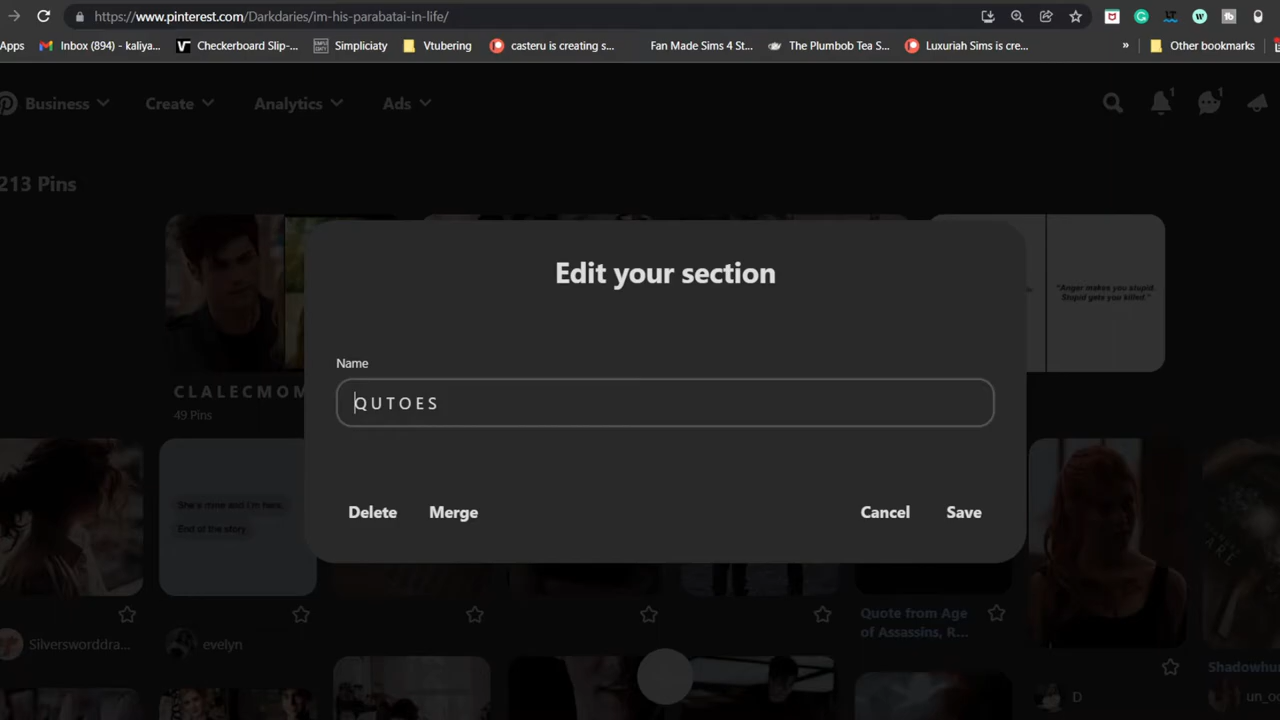 https://www.pinterest.com/Darkdaries/im-his-parabatai-in-life/
Apps Inbox (894) - kaliya... Checkerboard Slip-... Simpliciaty Vtubering casteru is creating s... Fan Made Sims 4 St... The Plumbob Tea S... Luxuriah Sims is cre... » Other bookmarks
Business Create Analytics Ads 1 1
213 Pins
Edit your section
"Anger makes you stupid.
Stupid gets you killed."
Name
C L A L E C M O M
49 Pins
Q U T O E S
She's mine and i'm hers.
End of the story.
Delete Merge Cancel Save
Quote from Age
of Assassins, R...
Silversworddra... evelyn
Shadowhu
D un_oc